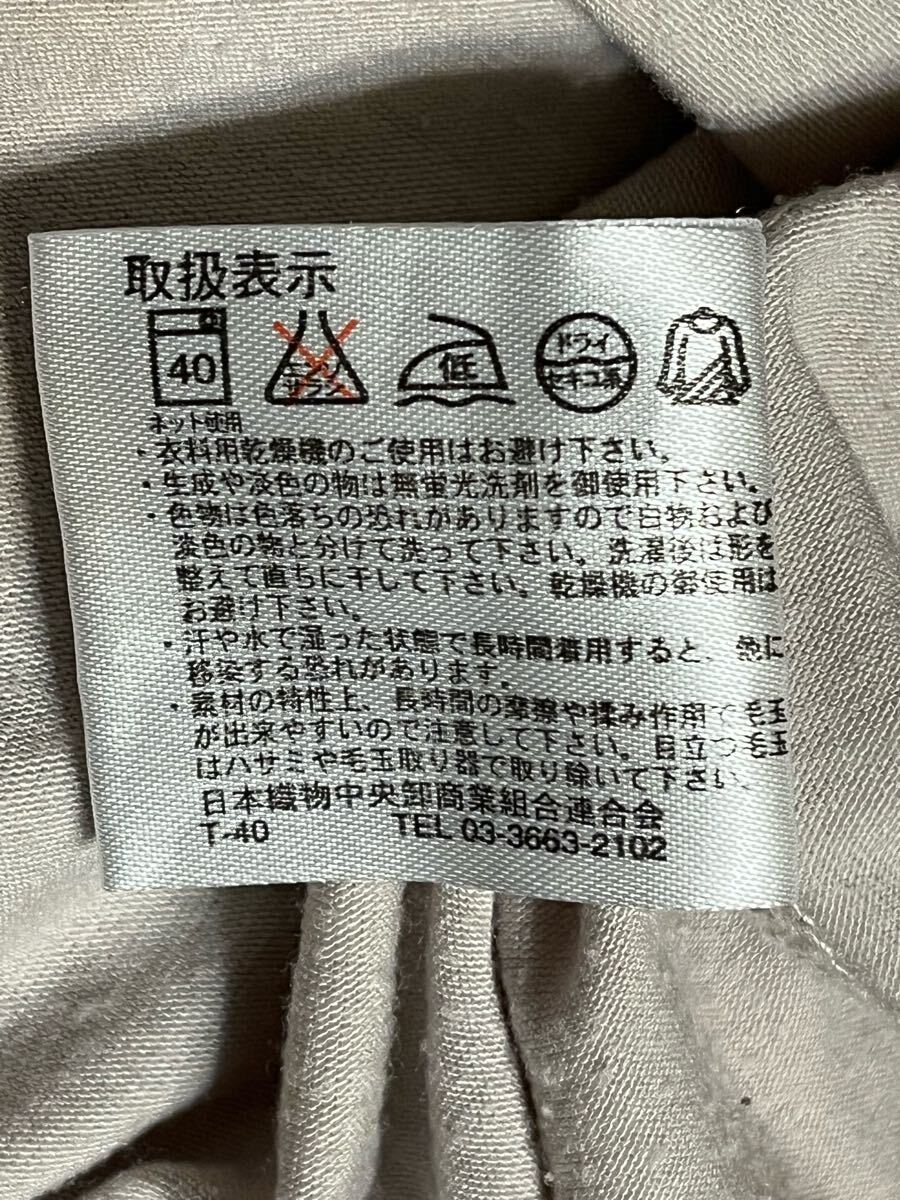 取扱表示
40
エンソ
サラシ
低
ドライ
セキユ系
ネット使用
・衣料用乾燥機のご使用はお避け下さい。
・生成や淡色の物は無蛍光洗剤を御使用下さい。
・色物は色落ちの恐れがありますので白物および
淡色の物と分けて洗って下さい。洗濯後は形を
整えて直ちに干して下さい。乾燥機の御使用は
お避け下さい。
・汗や水で湿った状態で長時間着用すると、他に
移染する恐れがあります。
・素材の特性上、長時間の摩擦や揉み作用で毛玉
が出来やすいので注意して下さい。目立つ毛玉
はハサミや毛玉取り器で取り除いて下さい。
日本織物中央卸商業組合連合会
T-40 TEL 03-3663-2102